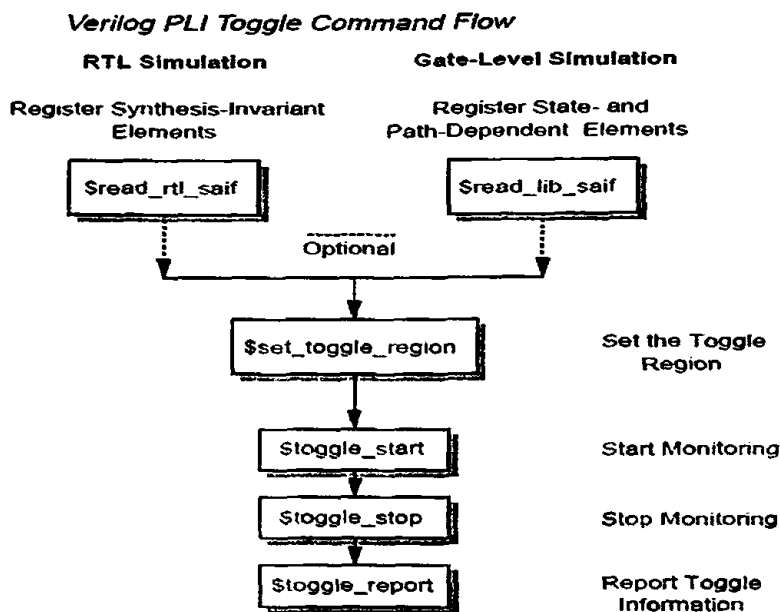 Verilog PLI Toggle Command Flow
RTL Simulation
Gate-Level Simulation
Register Synthesis-Invariant
Elements
Register State- and
Path-Dependent Elements
$read_rtl_saif
$read_lib_saif
Optional
$set_toggle_region
Set the Toggle
Region
$toggle_start
Start Monitoring
$toggle_stop
Stop Monitoring
$toggle_report
Report Toggle
Information